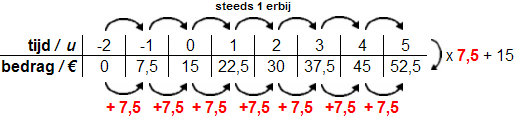 steeds 1 erbij
tijd / u -2 -1 0 1 2 3 4 5
bedrag / € 0 7,5 15 22,5 30 37,5 45 52,5
x 7,5 + 15
+ 7,5 +7,5 + 7,5 +7,5 + 7,5 +7,5 + 7,5